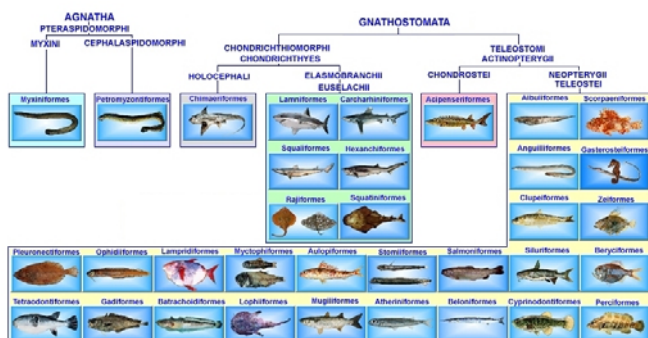 AGNATHA
GNATHOSTOMATA
PTERASPIDOMORPHI
MYXINI
CEPHALASPIDOMORPHI
CHONDRICHTHIOMORPHI
CHONDRICHTHYES
TELEOSTOMI
ACTINOPTERYGII
HOLOCEPHALI
ELASMOBRANCHII
EUSELACHII
CHONDROSTEI
NEOPTERYGII
TELEOSTEI
Myxiniformes
Petromyzontiformes
Chimaeriformes
Lamniformes
Carcharhiniformes
Acipenseriformes
Albuliformes
Scorpaeniformes
Squaliformes
Hexanchiformes
Anguilliformes
Gasterosteiformes
Rajiformes
Squatiniformes
Clupeiformes
Zeiformes
Pleuronectiformes
Ophidiiformes
Lampridiformes
Myctophiformes
Aulopiformes
Stomiiformes
Salmoniformes
Siluriformes
Beryciformes
Tetraodontiformes
Gadiformes
Batrachoidiformes
Lophiiformes
Mugiliformes
Atheriniformes
Beloniformes
Cyprinodontiformes
Perciformes